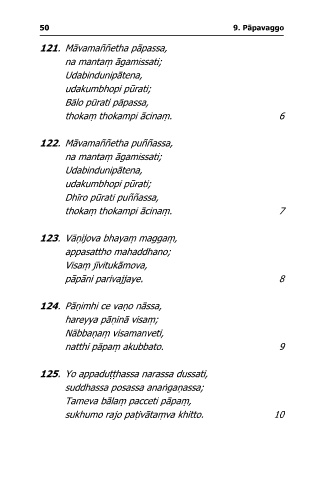 50 9. Pāpavaggo
121. Māvamaññetha pāpassa,
na mantaṃ āgamissati;
Udabindunipātena,
udakumbhopi pūrati;
Bālo pūrati pāpassa,
thokaṃ thokampi ācinaṃ. 6
122. Māvamaññetha puññassa,
na mantaṃ āgamissati;
Udabindunipātena,
udakumbhopi pūrati;
Dhīro pūrati puññassa,
thokaṃ thokampi ācinaṃ. 7
123. Vāṇijova bhayaṃ maggaṃ,
appasattho mahaddhano;
Visaṃ jīvitukāmova,
pāpāni parivajjaye. 8
124. Pāṇimhi ce vaṇo nāssa,
hareyya pāṇinā visaṃ;
Nābbaṇaṃ visamanveti,
natthi pāpaṃ akubbato. 9
125. Yo appaduṭṭhassa narassa dussati,
suddhassa posassa anaṅgaṇassa;
Tameva bālaṃ pacceti pāpaṃ,
sukhumo rajo paṭivātaṃva khitto. 10